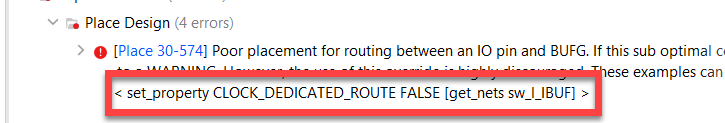 Place Design (4 errors)
[Place 30-574] Poor placement for routing between an IO pin and BUFG. If this sub optimal c
to a WARNING. However, the use of this override is highly discouraged. These examples can
< set_property CLOCK_DEDICATED_ROUTE FALSE [get_nets sw_I_IBUF] >